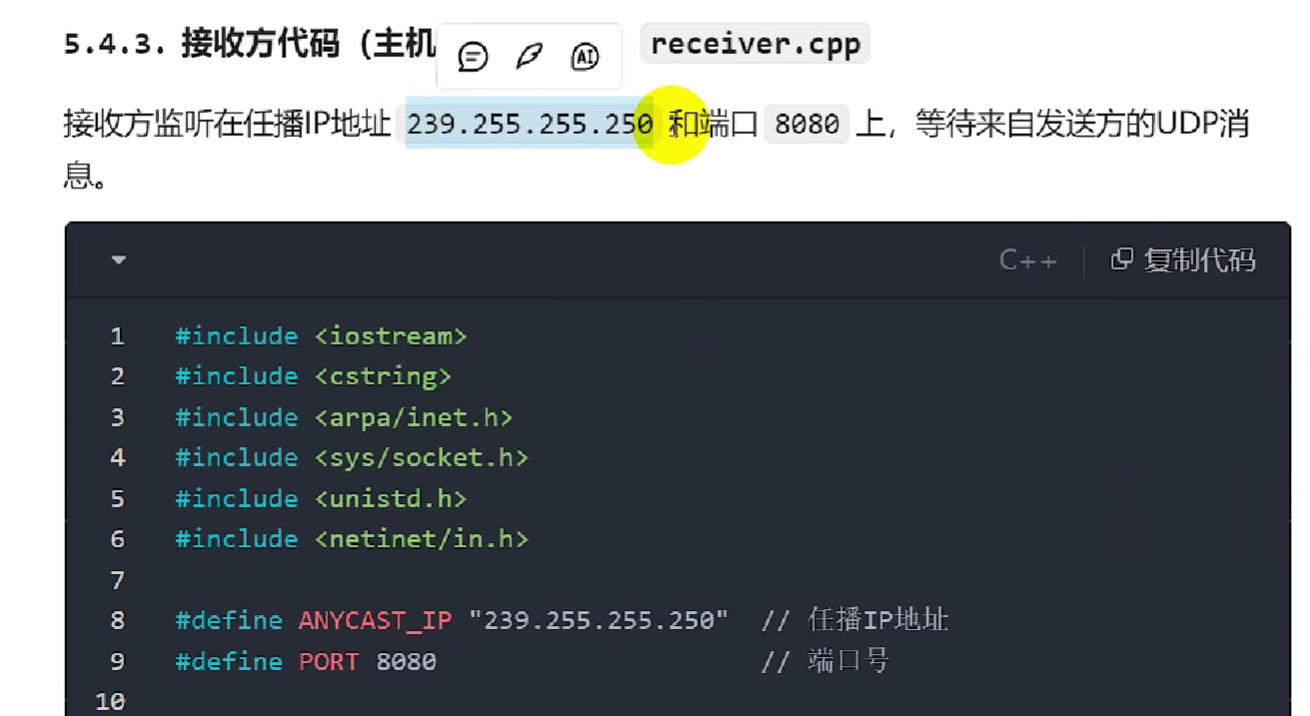 5.4.3. 接收方代码（主机 receiver.cpp
AI
接收方监听在任播IP地址 239.255.255.250 和端口 8080 上，等待来自发送方的UDP消
息。
C++ 复制代码
1 #include <iostream>
2 #include <cstring>
3 #include <arpa/inet.h>
4 #include <sys/socket.h>
5 #include <unistd.h>
6 #include <netinet/in.h>
7
8 #define ANYCAST_IP "239.255.255.250" // 任播IP地址
9 #define PORT 8080 // 端口号
10